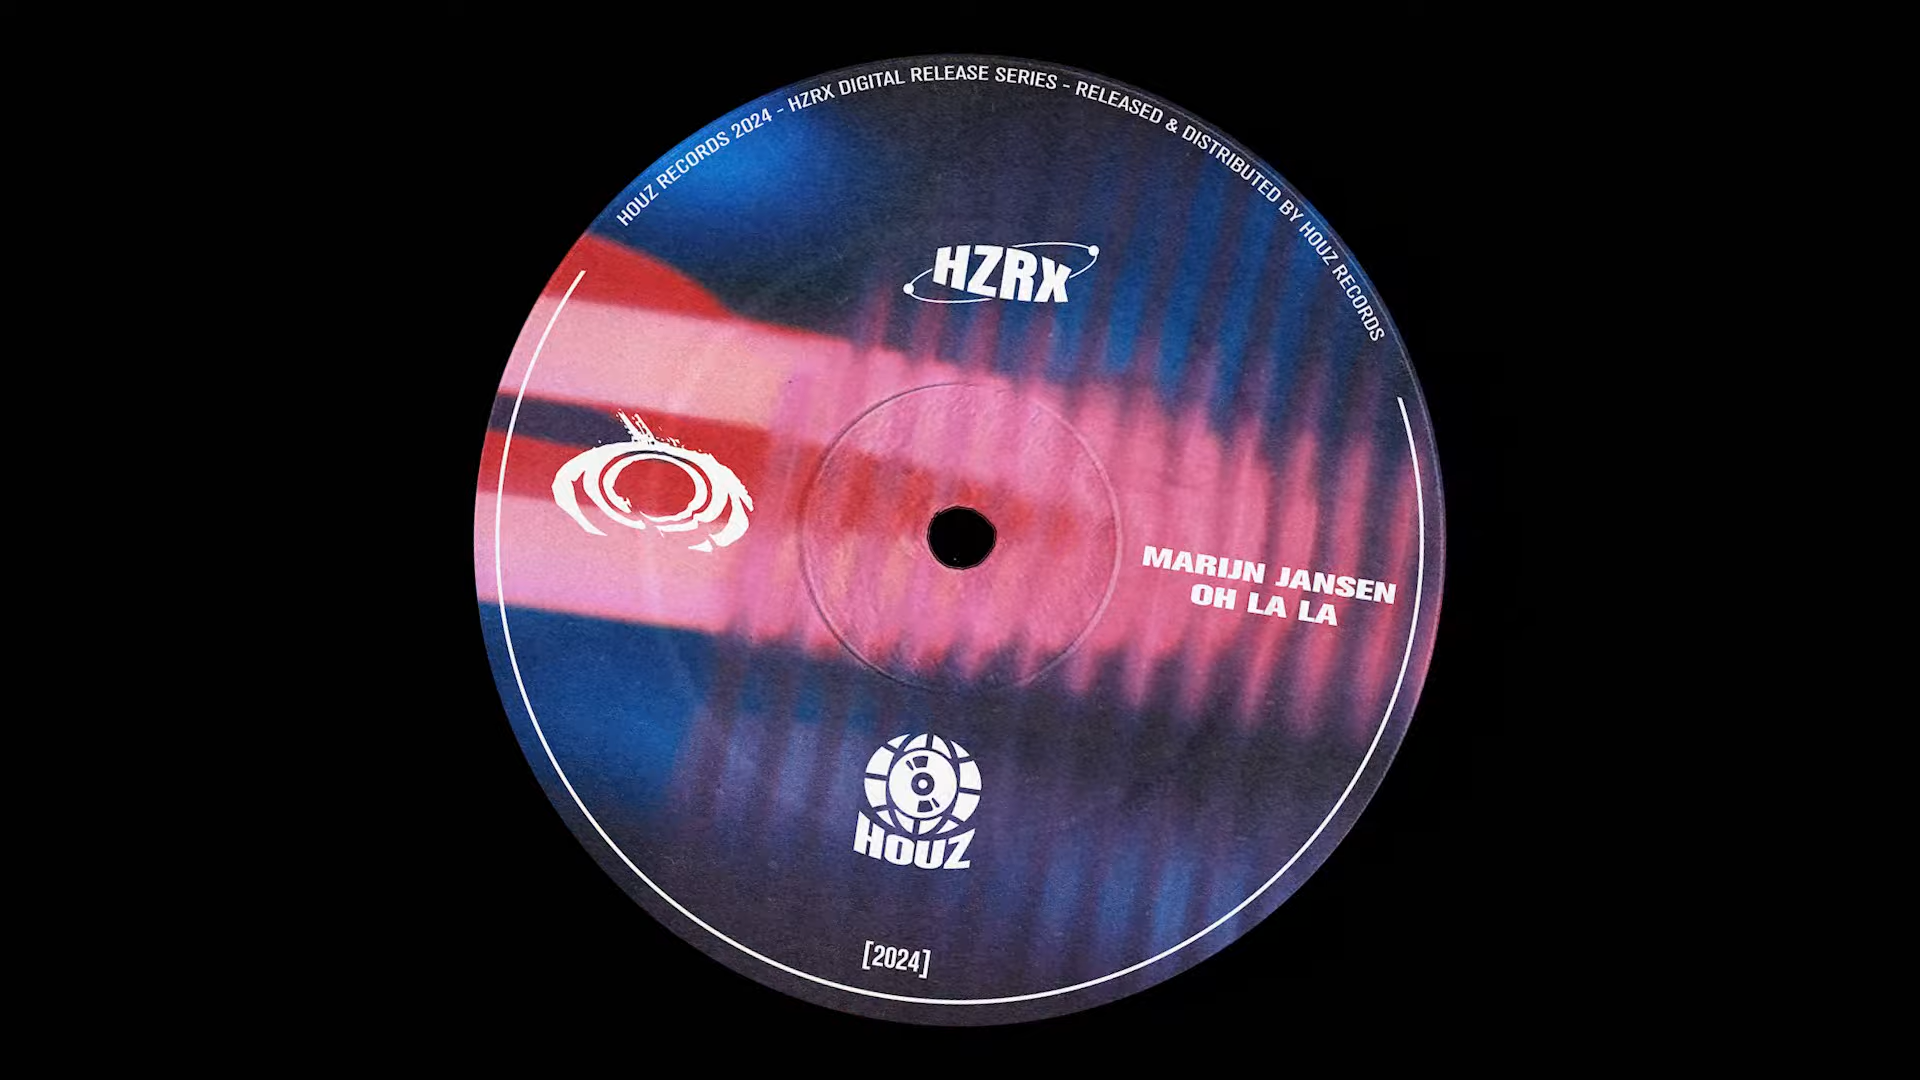 HOUZ RECORDS 2024 - HZRX DIGITAL RELEASE SERIES - RELEASED & DISTRIBUTED BY HOUZ RECORDS
HZRX
MARIJN JANSEN
OH LA LA
HOUZ
[2024]